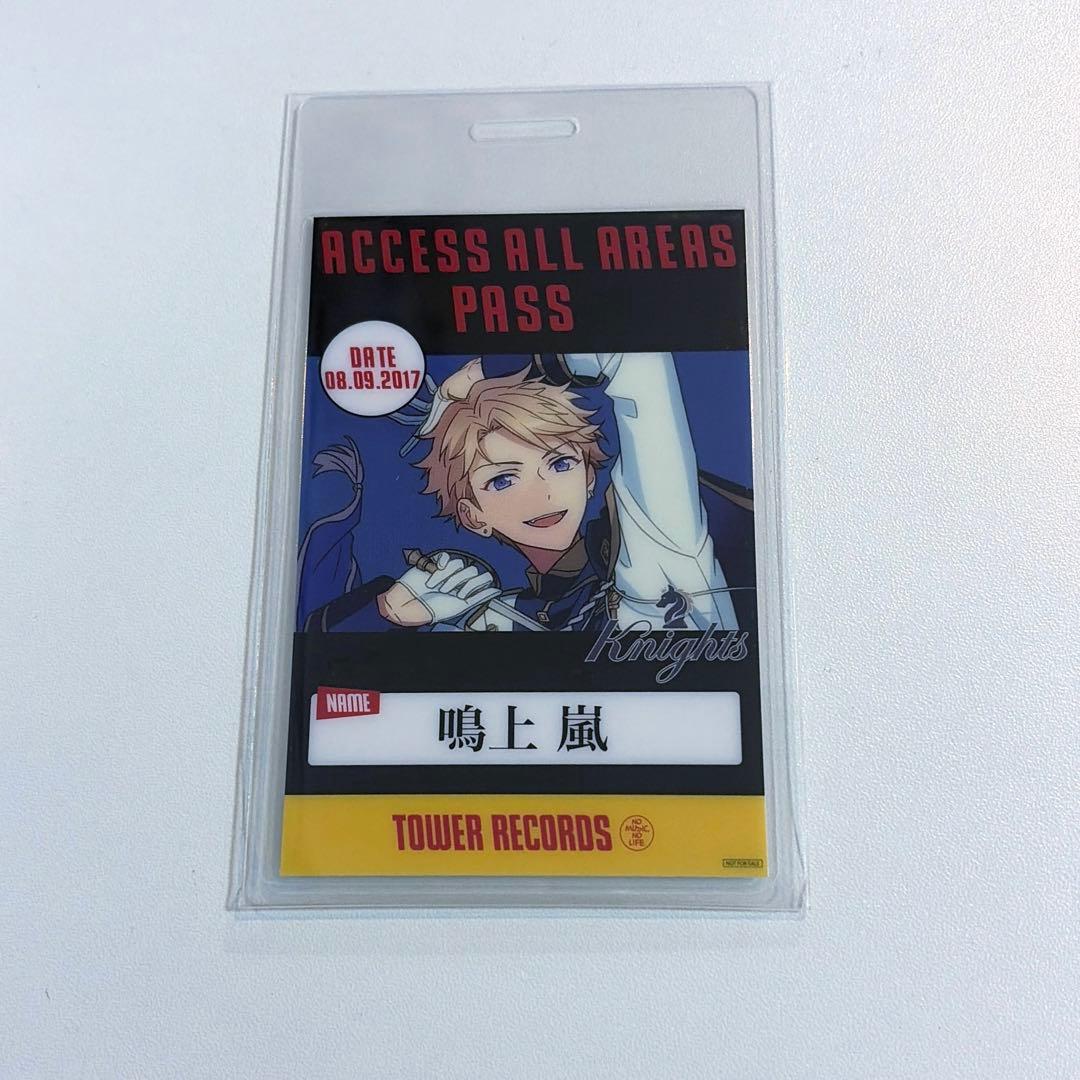 ACCESS ALL AREAS
PASS
DATE
08.09.2017
Knights
NAME
鳴上 嵐
TOWER RECORDS
NO
MUSIC,
NO
LIFE.
NOT FOR SALE